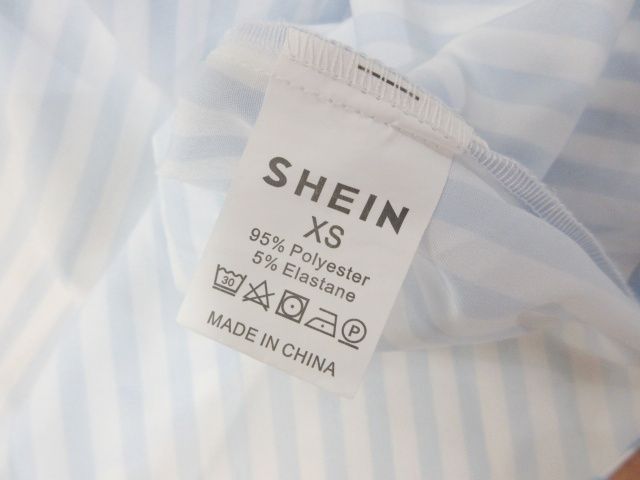 SHEIN
XS
95% Polyester
5% Elastane
30 P
MADE IN CHINA